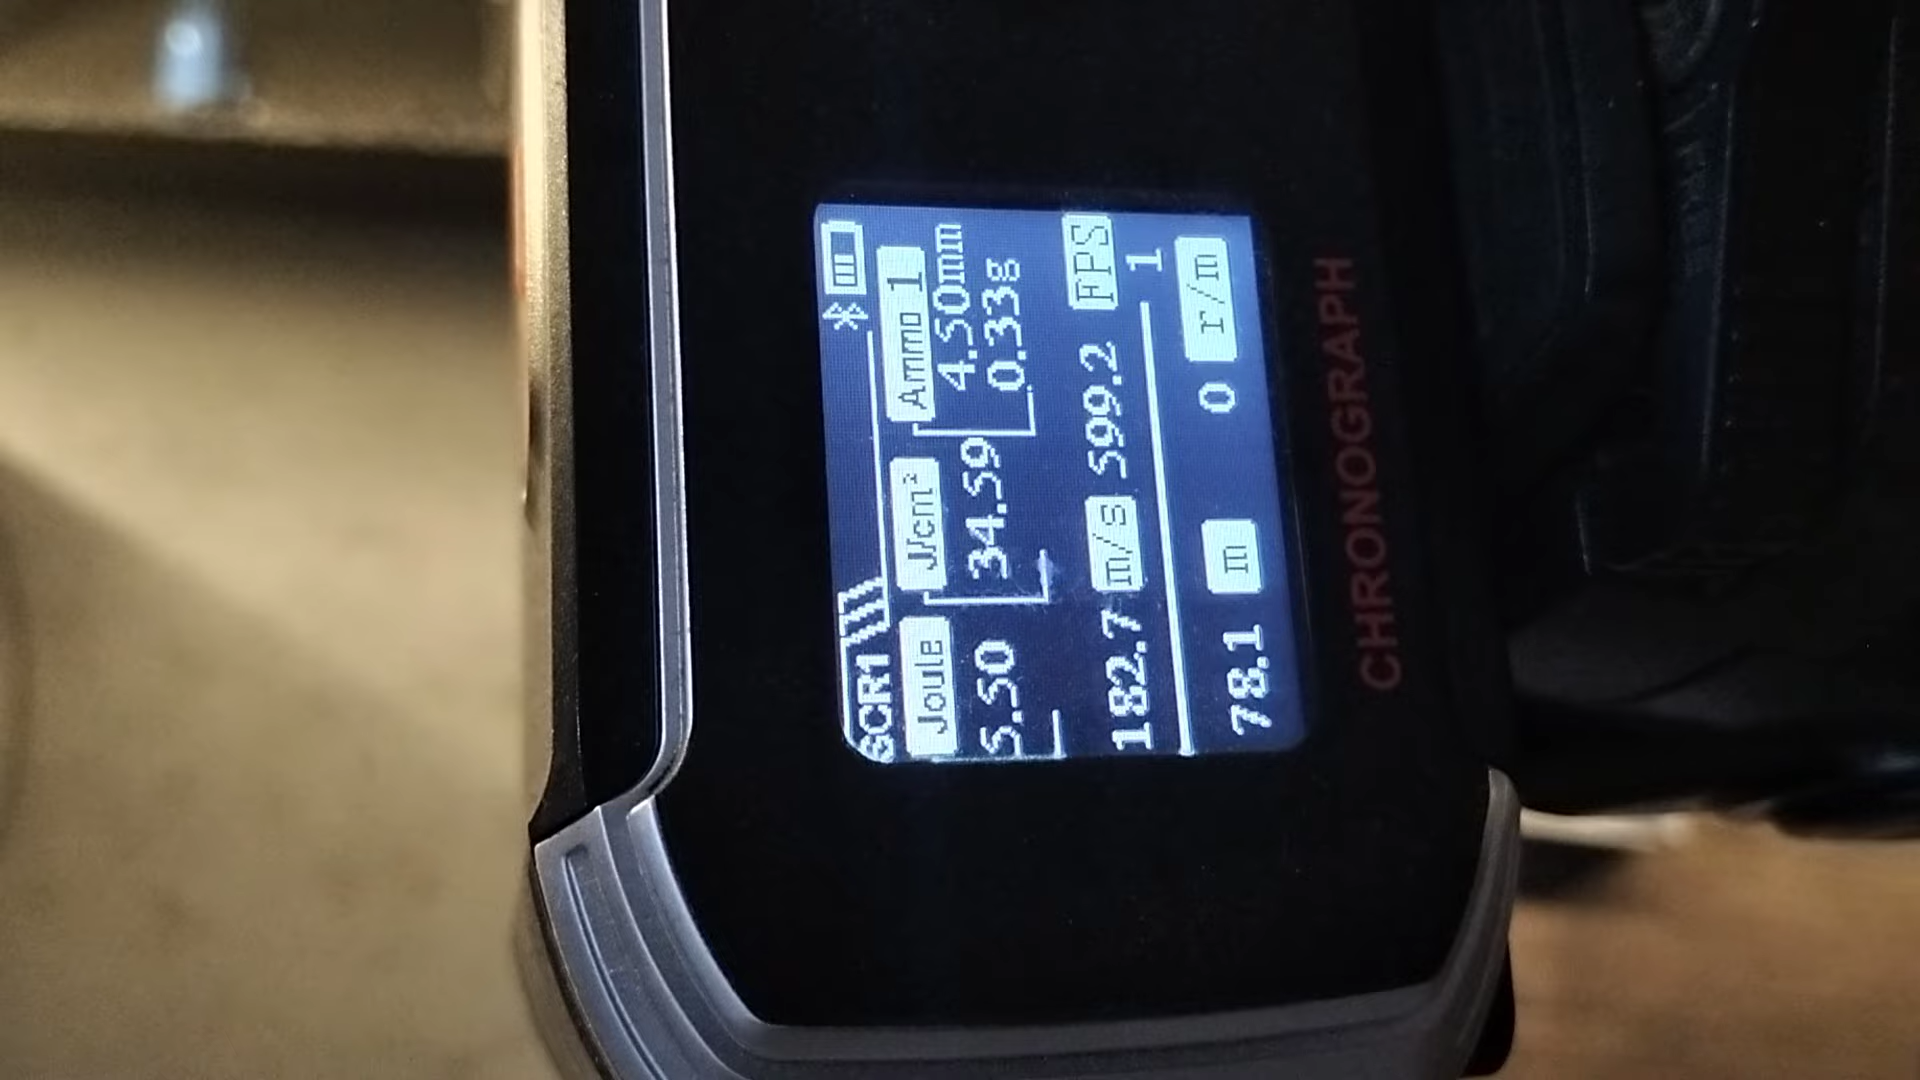 SCR1
Joule J/cm² Ammo 1
5.50 34.59 4.50mm
0.33g
182.7 m/s 599.2 FPS
1
78.1 m 0 r/m
CHRONOGRAPH